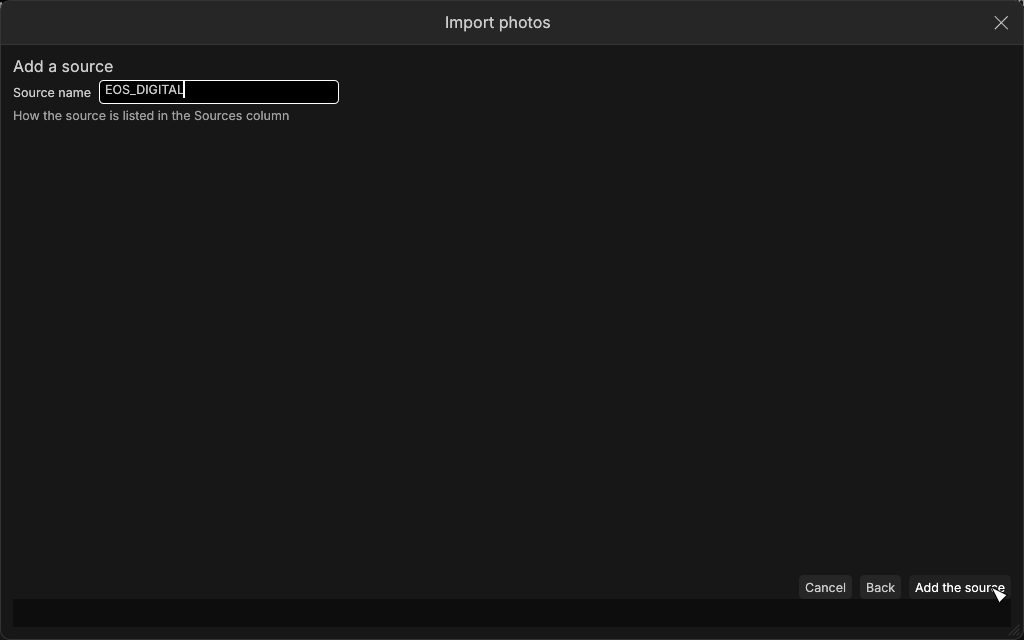 Import photos
Add a source
Source name EOS_DIGITAL
How the source is listed in the Sources column
Cancel Back Add the source